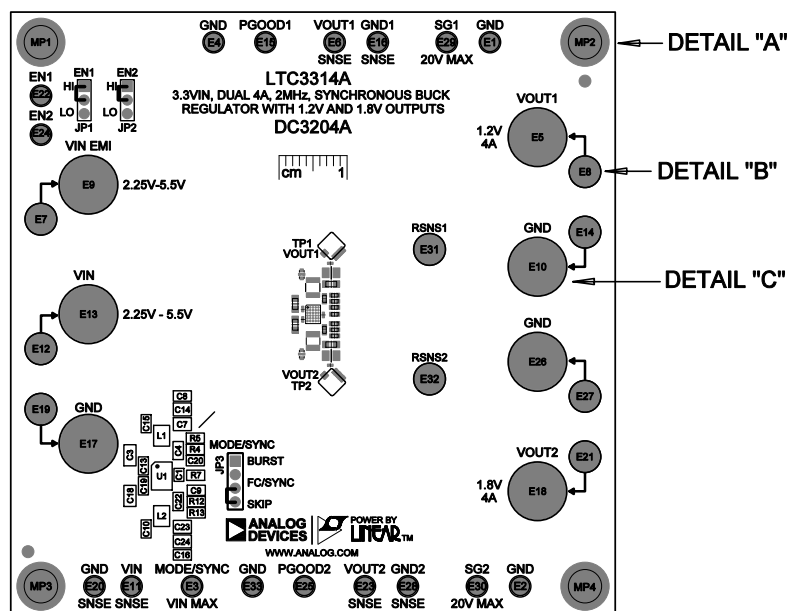 GND PGOOD1 VOUT1 GND1 SG1 GND
MP1 E4 E15 E6 E16 E29 E1 MP2
SNSE SNSE 20V MAX
DETAIL "A"
LTC3314A
3.3VIN, DUAL 4A, 2MHz, SYNCHRONOUS BUCK
REGULATOR WITH 1.2V AND 1.8V OUTPUTS
DC3204A
EN1 EN1 EN2
HI HI
E22
LO LO
EN2 JP1 JP2
E24
VIN EMI
E9 2.25V-5.5V
E7
cm 1
VOUT1
1.2V
4A
E5
E8
DETAIL "B"
TP1
VOUT1
RSNS1
E31
GND
E14
E10
DETAIL "C"
VIN
E13 2.25V - 5.5V
E12
VOUT2
TP2
RSNS2
E32
GND
E26
E27
E19
GND
E17
C8
C14
C15 C7
L1 R5
C4 R4
C3 C20
C13
U1 C1 R7
C19
C18 C9
C22 R12
L2 R13
C10 C23
C24
C16
MODE/SYNC
JP3
BURST
FC/SYNC
SKIP
VOUT2
1.8V
4A
E18
E21
ANALOG
DEVICES
POWER BY
LINEAR™
WWW.ANALOG.COM
GND VIN MODE/SYNC GND PGOOD2 VOUT2 GND2 SG2 GND
MP3 E20 E11 E3 E33 E25 E23 E28 E30 E2 MP4
SNSE SNSE VIN MAX SNSE SNSE 20V MAX